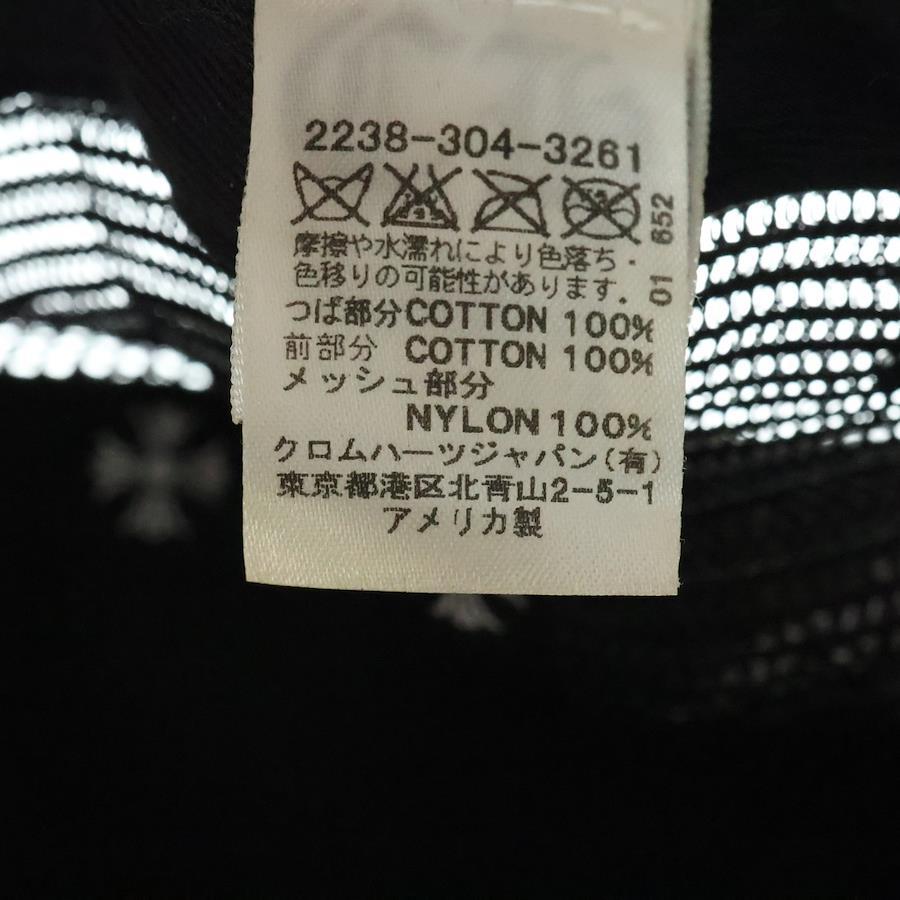 2238-304-3261
摩擦や水濡れにより色落ち・
色移りの可能性があります.
つば部分COTTON 100%
前部分 COTTON 100%
メッシュ部分
NYLON 100%
クロムハーツジャパン(有)
東京都港区北青山2-5-1
アメリカ製
01 652